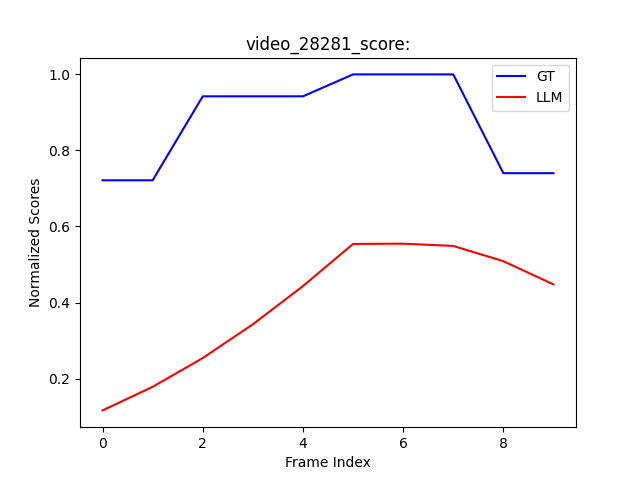 video_28281_score:
GT
LLM
1.0
0.8
0.6
0.4
0.2
Normalized Scores
0 2 4 6 8
Frame Index